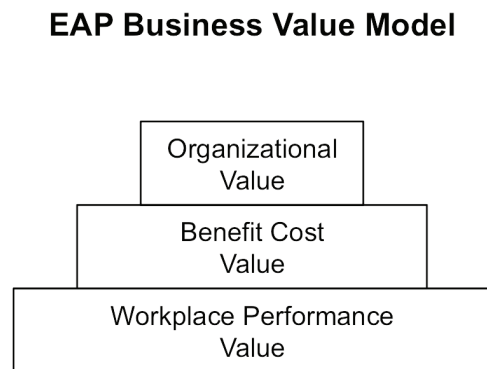 EAP Business Value Model
Organizational
Value
Benefit Cost
Value
Workplace Performance
Value